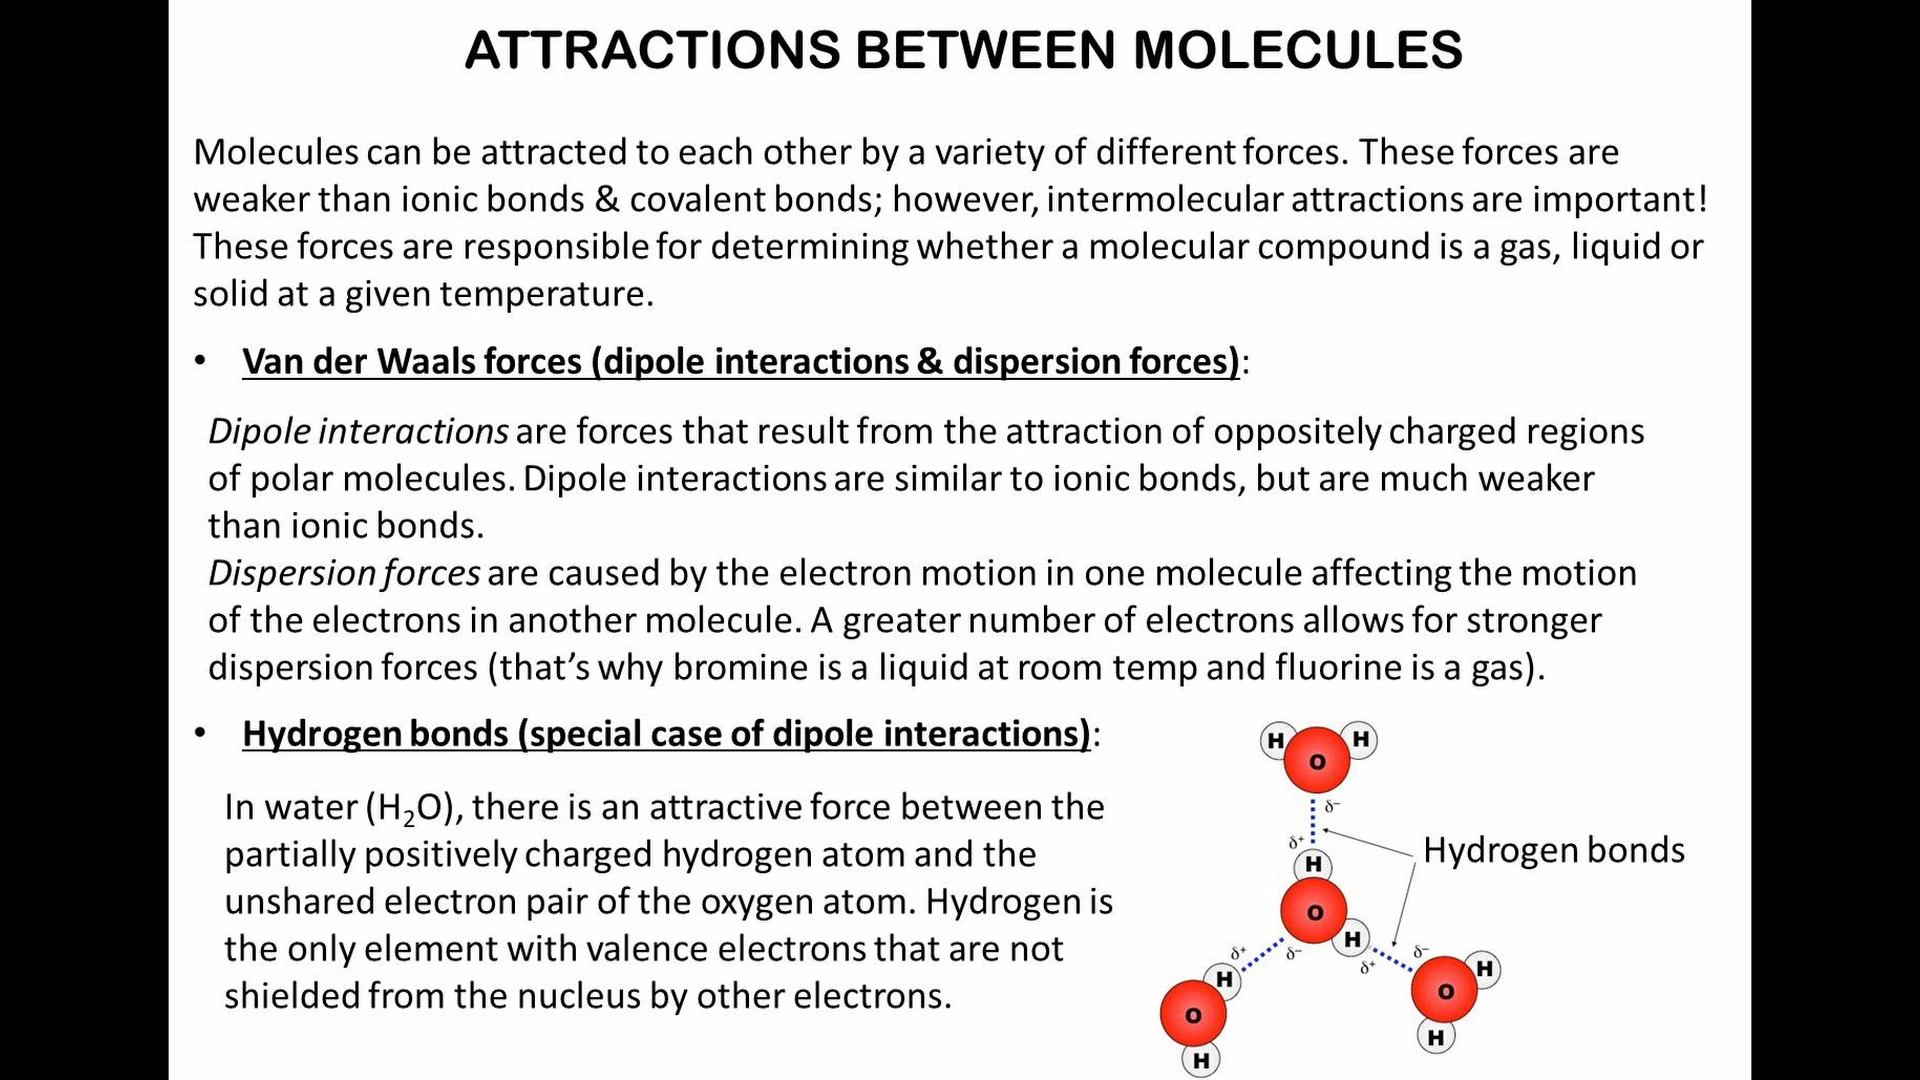 ATTRACTIONS BETWEEN MOLECULES
Molecules can be attracted to each other by a variety of different forces. These forces are
weaker than ionic bonds & covalent bonds; however, intermolecular attractions are important!
These forces are responsible for determining whether a molecular compound is a gas, liquid or
solid at a given temperature.
• Van der Waals forces (dipole interactions & dispersion forces):
Dipole interactions are forces that result from the attraction of oppositely charged regions
of polar molecules. Dipole interactions are similar to ionic bonds, but are much weaker
than ionic bonds.
Dispersion forces are caused by the electron motion in one molecule affecting the motion
of the electrons in another molecule. A greater number of electrons allows for stronger
dispersion forces (that’s why bromine is a liquid at room temp and fluorine is a gas).
• Hydrogen bonds (special case of dipole interactions):
In water (H₂O), there is an attractive force between the
partially positively charged hydrogen atom and the
unshared electron pair of the oxygen atom. Hydrogen is
the only element with valence electrons that are not
shielded from the nucleus by other electrons.
H O H
δ⁻
δ⁺
Hydrogen bonds
H
O
H
δ⁺ δ⁻ δ⁺ δ⁻
H
O
H
H
O
H